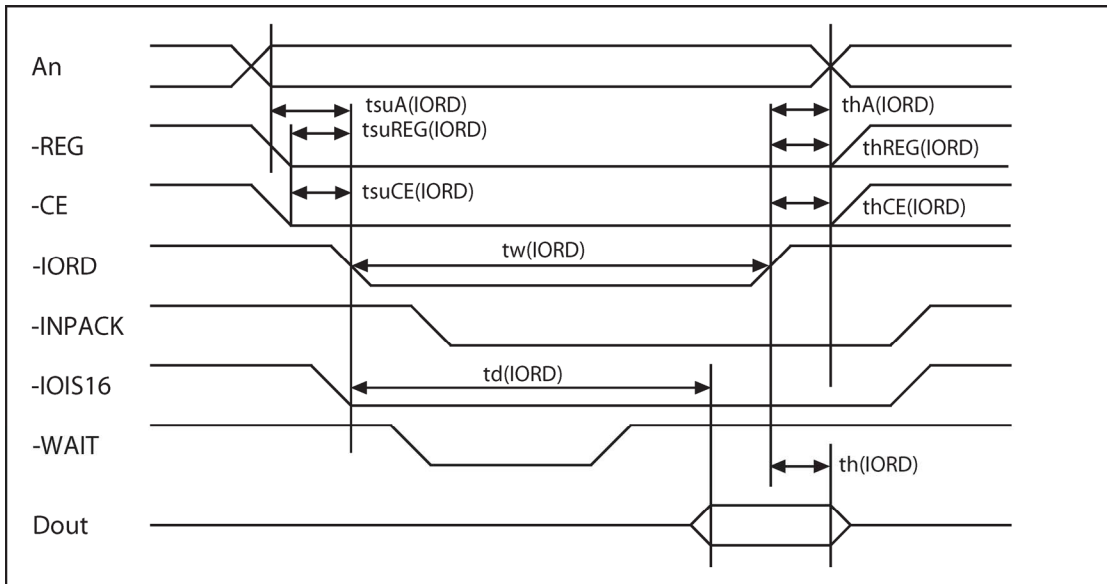 An
tsuA(IORD)
thA(IORD)
tsuREG(IORD)
-REG
thREG(IORD)
tsuCE(IORD)
-CE
thCE(IORD)
tw(IORD)
-IORD
-INPACK
td(IORD)
-IOIS16
-WAIT
th(IORD)
Dout